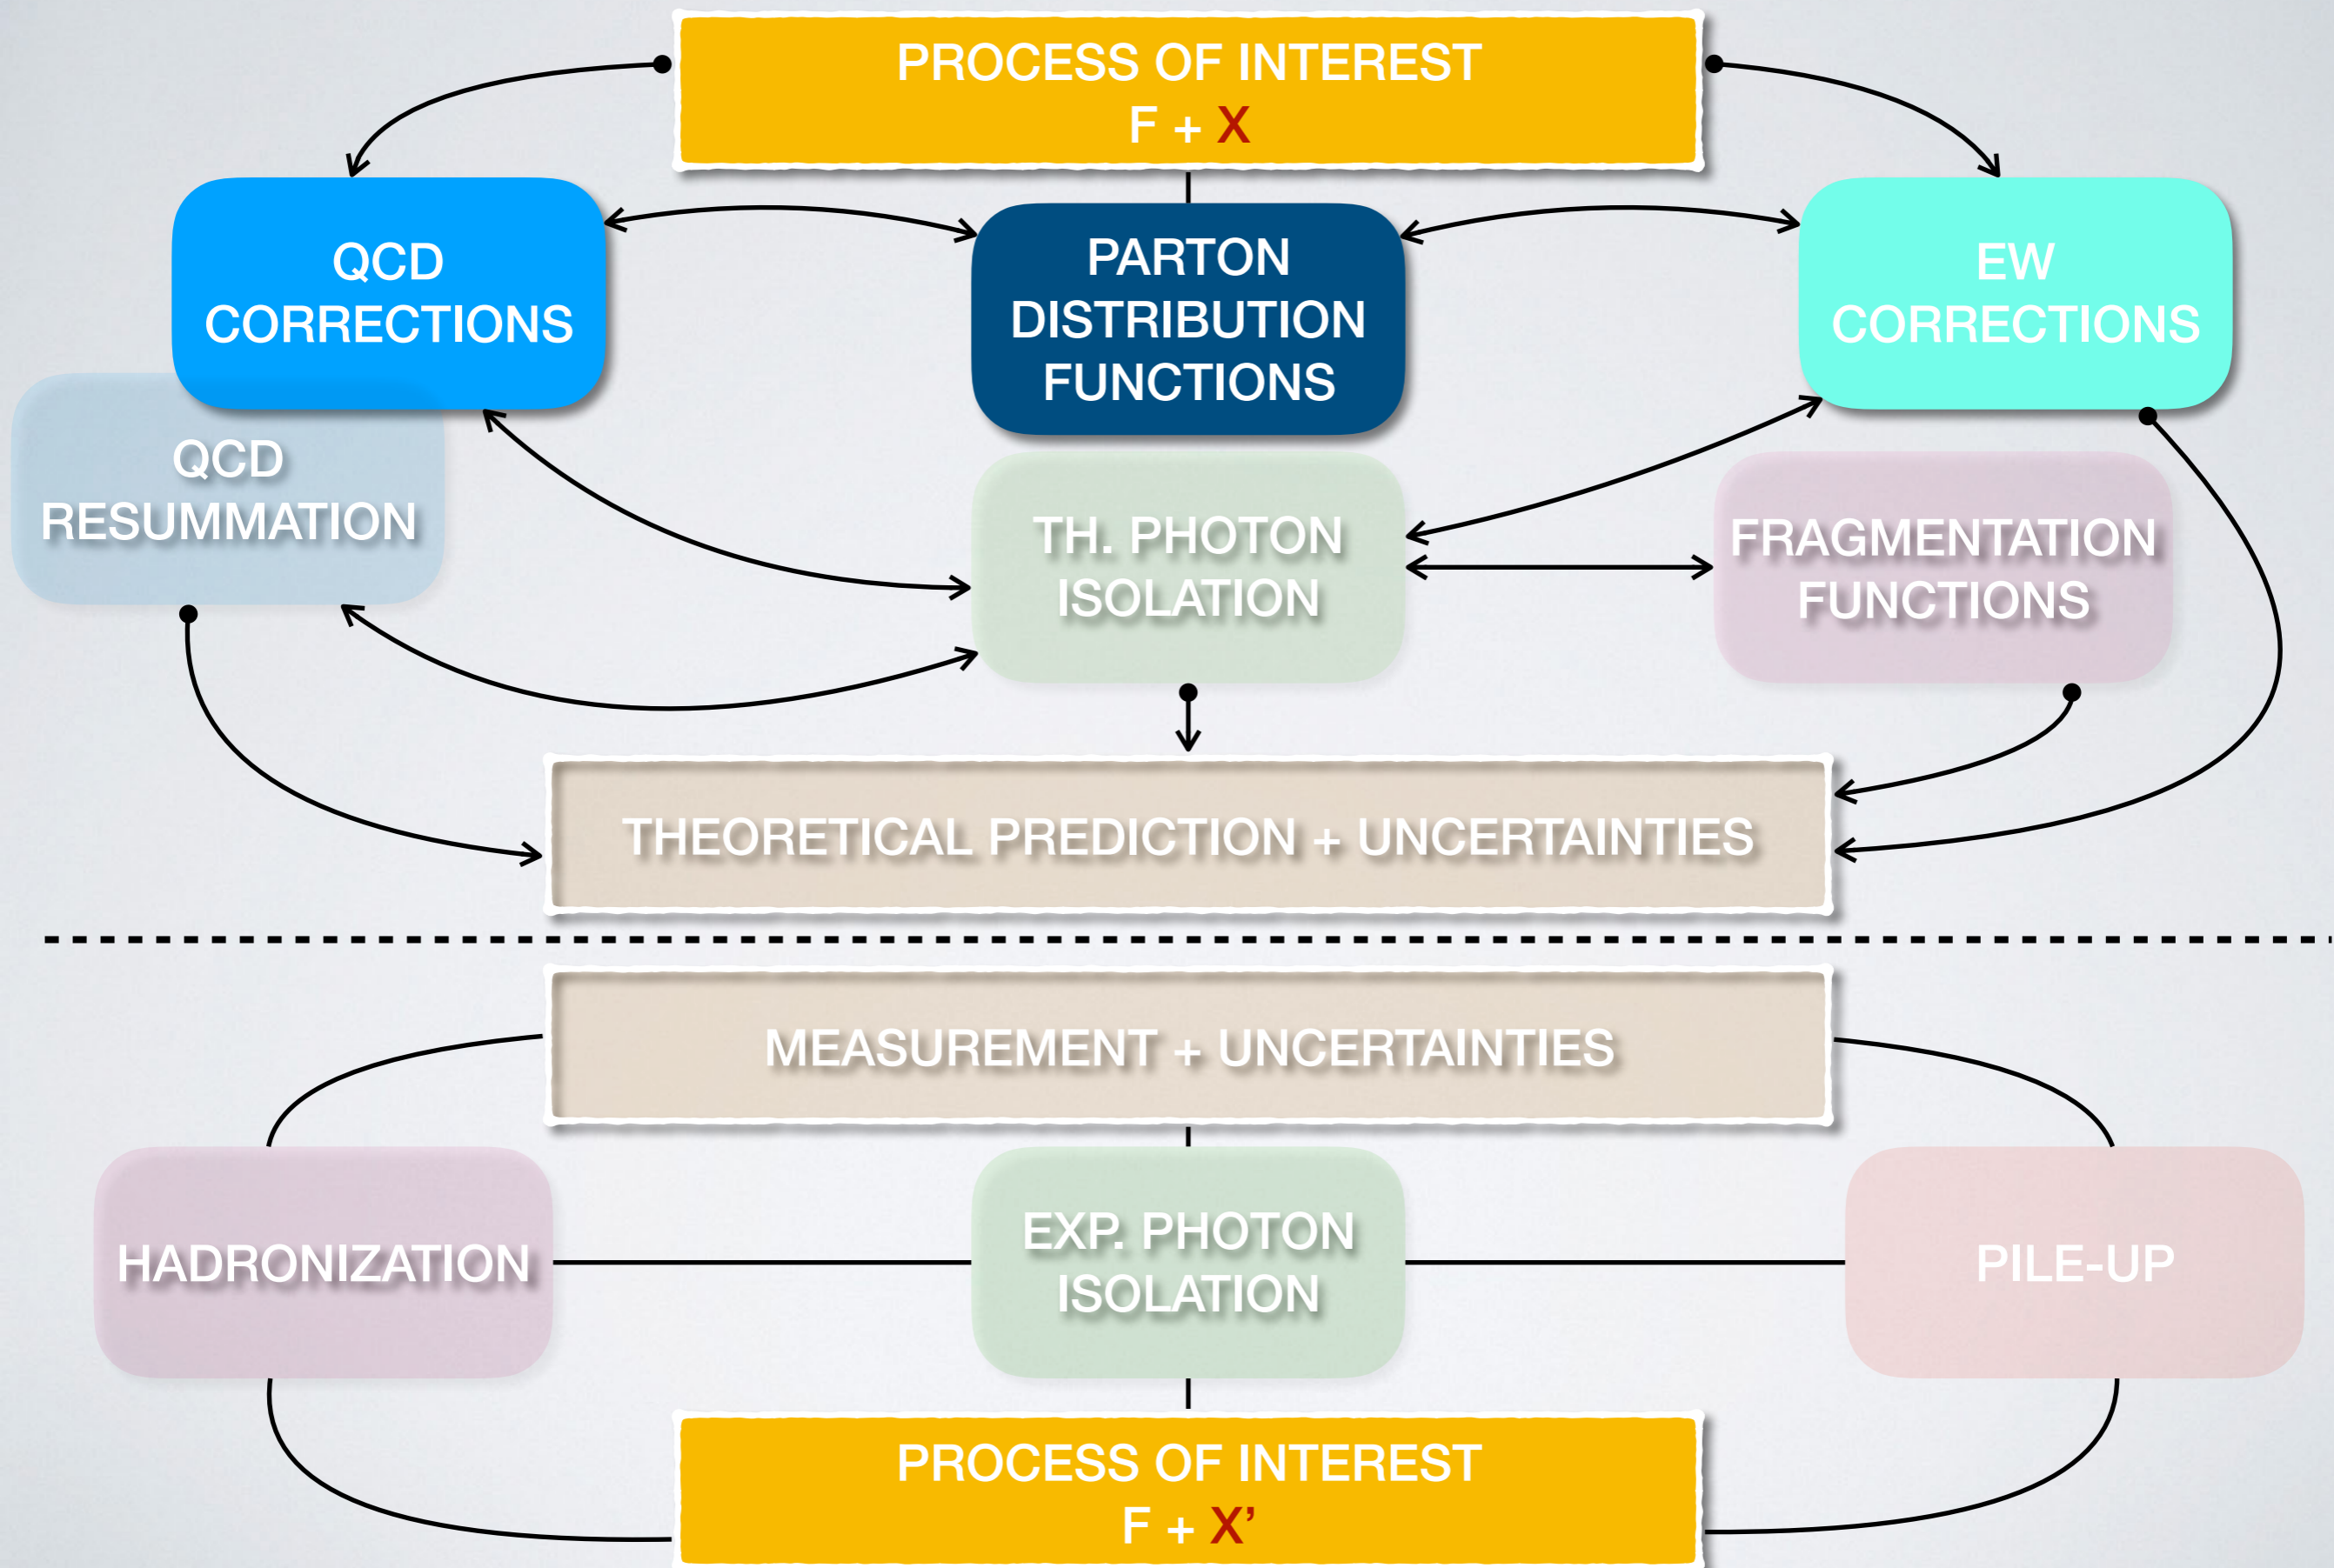 PROCESS OF INTEREST
F + X
QCD
CORRECTIONS
PARTON
DISTRIBUTION
FUNCTIONS
EW
CORRECTIONS
QCD
RESUMMATION
TH. PHOTON
ISOLATION
FRAGMENTATION
FUNCTIONS
THEORETICAL PREDICTION + UNCERTAINTIES
MEASUREMENT + UNCERTAINTIES
HADRONIZATION
EXP. PHOTON
ISOLATION
PILE-UP
PROCESS OF INTEREST
F + X’